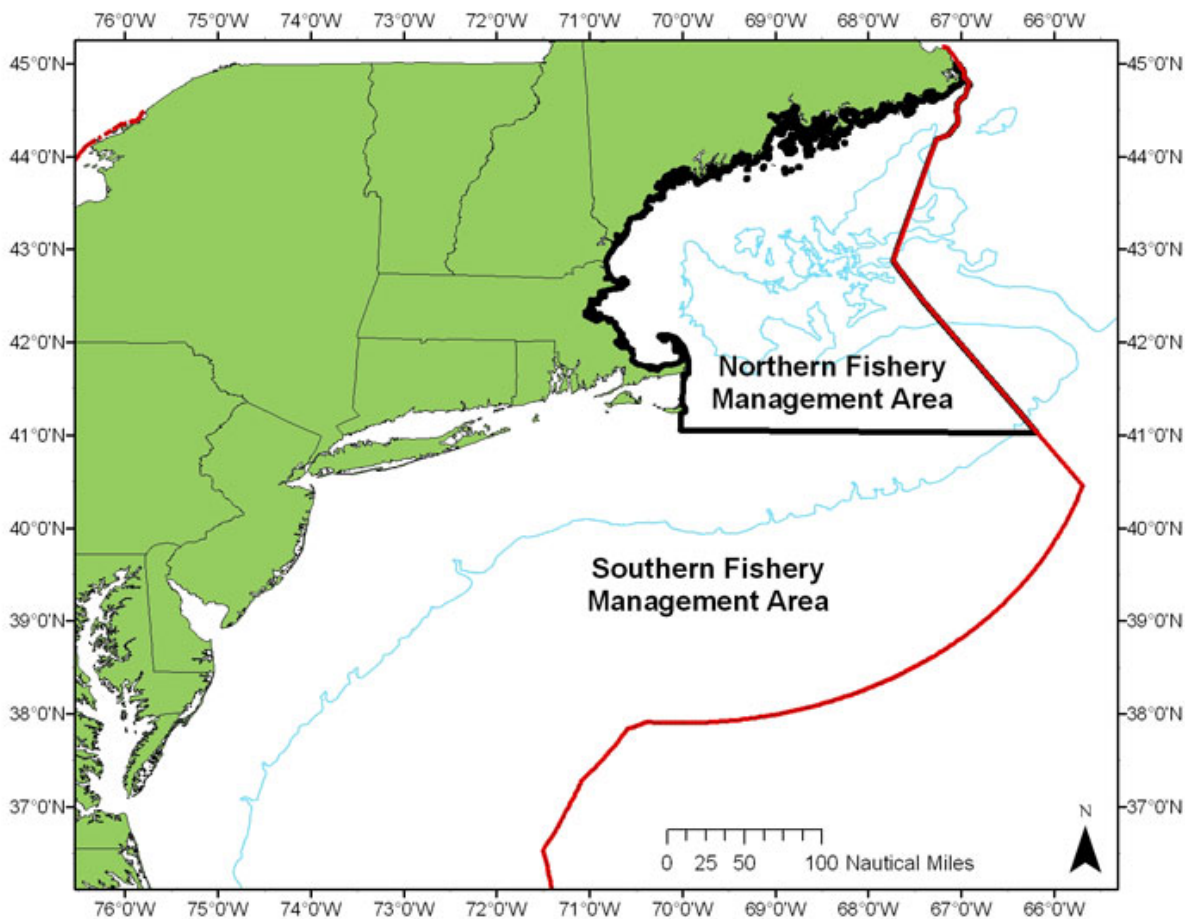 76°0'W 75°0'W 74°0'W 73°0'W 72°0'W 71°0'W 70°0'W 69°0'W 68°0'W 67°0'W 66°0'W
45°0'N 45°0'N
44°0'N 44°0'N
43°0'N 43°0'N
42°0'N 42°0'N
Northern Fishery
Management Area
41°0'N 41°0'N
40°0'N 40°0'N
Southern Fishery
Management Area
39°0'N 39°0'N
38°0'N 38°0'N
37°0'N 37°0'N
N
0 25 50 100 Nautical Miles
76°0'W 75°0'W 74°0'W 73°0'W 72°0'W 71°0'W 70°0'W 69°0'W 68°0'W 67°0'W 66°0'W